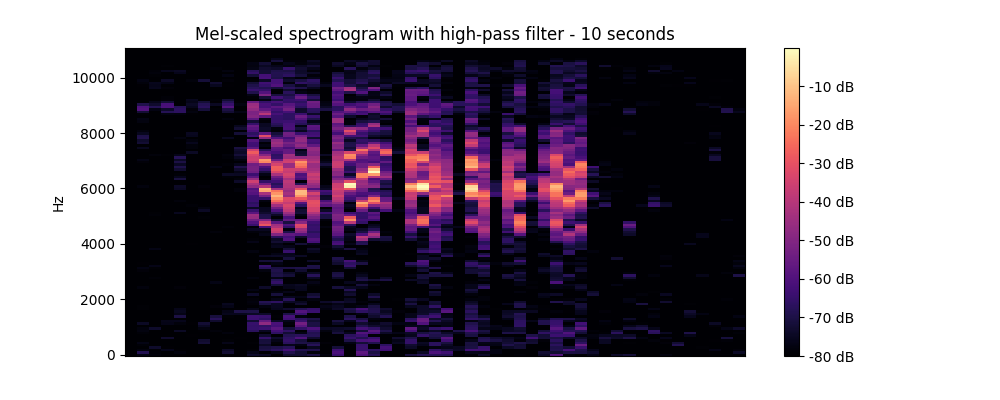 Mel-scaled spectrogram with high-pass filter - 10 seconds
10000
8000
6000
4000
2000
0
Hz
-10 dB
-20 dB
-30 dB
-40 dB
-50 dB
-60 dB
-70 dB
-80 dB